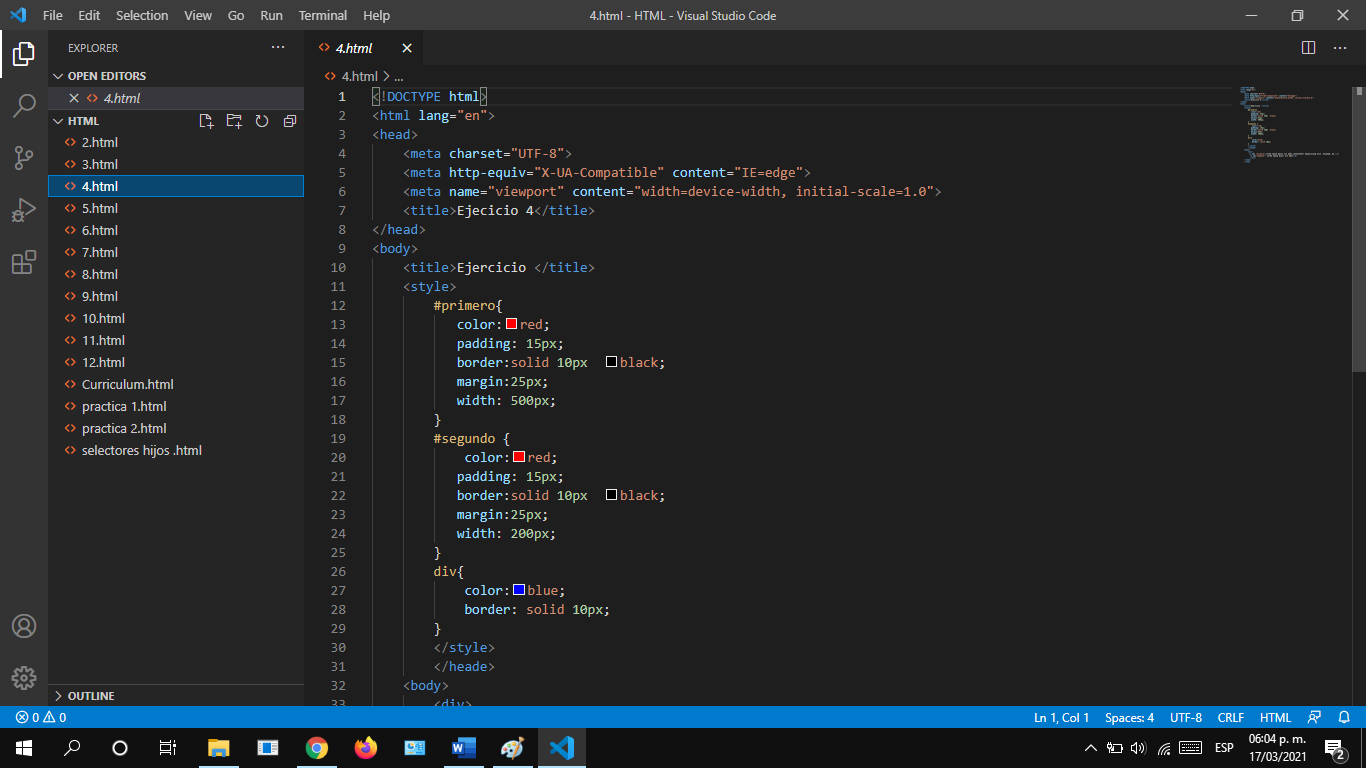 File Edit Selection View Go Run Terminal Help
4.html - HTML - Visual Studio Code
EXPLORER
OPEN EDITORS
4.html
HTML
2.html
3.html
4.html
5.html
6.html
7.html
8.html
9.html
10.html
11.html
12.html
Curriculum.html
practica 1.html
practica 2.html
selectores hijos .html
OUTLINE
4.html
4.html > ...
1 <!DOCTYPE html>
2 <html lang="en">
3 <head>
4 <meta charset="UTF-8">
5 <meta http-equiv="X-UA-Compatible" content="IE=edge">
6 <meta name="viewport" content="width=device-width, initial-scale=1.0">
7 <title>Ejecicio 4</title>
8 </head>
9 <body>
10 <title>Ejercicio </title>
11 <style>
12 #primero{
13 color:red;
14 padding: 15px;
15 border:solid 10px black;
16 margin:25px;
17 width: 500px;
18 }
19 #segundo {
20 color:red;
21 padding: 15px;
22 border:solid 10px black;
23 margin:25px;
24 width: 200px;
25 }
26 div{
27 color:blue;
28 border: solid 10px;
29 }
30 </style>
31 </heade>
32 <body>
33 <div>
0 0
Ln 1, Col 1 Spaces: 4 UTF-8 CRLF HTML
ESP
06:04 p. m.
17/03/2021
2